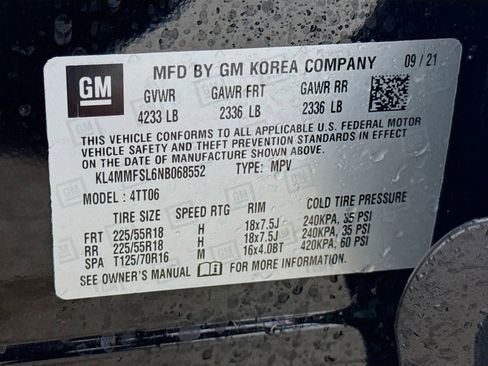 GM
MFD BY GM KOREA COMPANY 09 / 21
GVWR GAWR FRT GAWR RR
4233 LB 2336 LB 2336 LB
THIS VEHICLE CONFORMS TO ALL APPLICABLE U.S. FEDERAL MOTOR
VEHICLE SAFETY, BUMPER, AND THEFT PREVENTION STANDARDS IN EFFECT
ON THE DATE OF MANUFACTURE SHOWN ABOVE.
KL4MMFSL6NB068552 TYPE: MPV
MODEL : 4TT06
TIRE SIZE SPEED RTG RIM COLD TIRE PRESSURE
FRT 225/55R18 H 18x7.5J 240KPA, 35 PSI
RR 225/55R18 H 18x7.5J 240KPA, 35 PSI
SPA T125/70R16 M 16x4.0BT 420KPA, 60 PSI
SEE OWNER'S MANUAL FOR MORE INFORMATION.